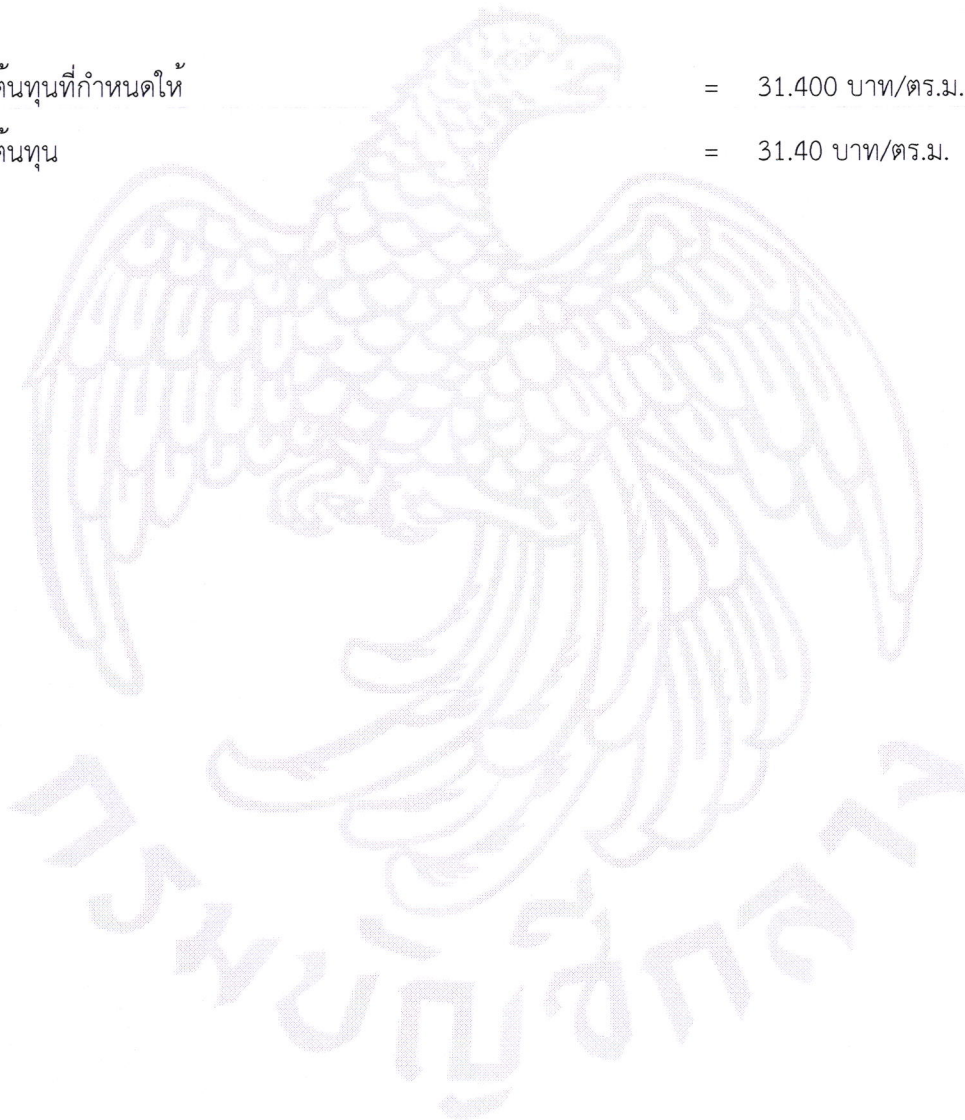 ต้นทุนที่กำหนดให้ = 31.400 บาท/ตร.ม.
ต้นทุน = 31.40 บาท/ตร.ม.
กรมบัญชีกลาง